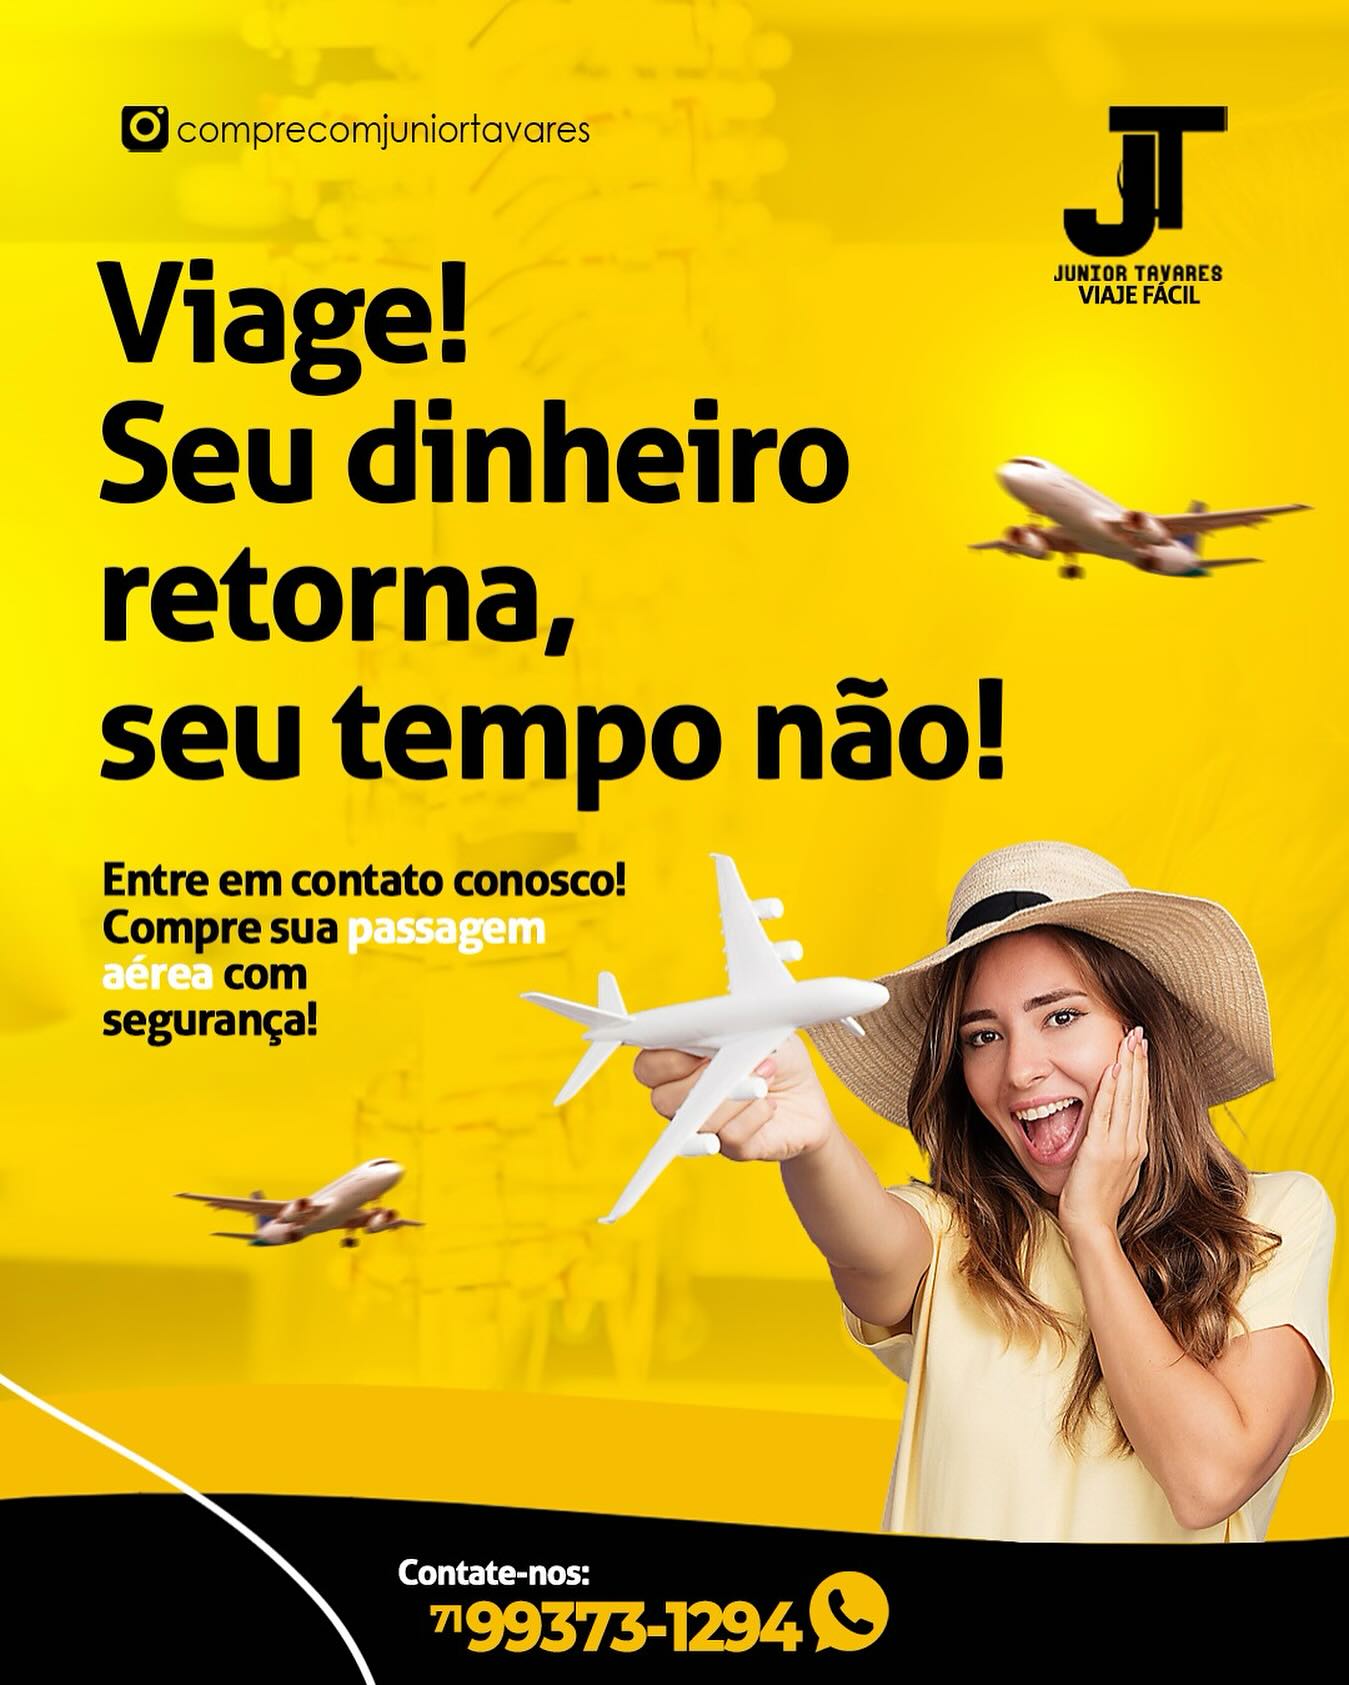 comprecomjuniortavares
JT
JUNIOR TAVARES
VIAJE FÁCIL
Viage!
Seu dinheiro
retorna,
seu tempo não!
Entre em contato conosco!
Compre sua passagem
aérea com
segurança!
Contate-nos:
71 99373-1294